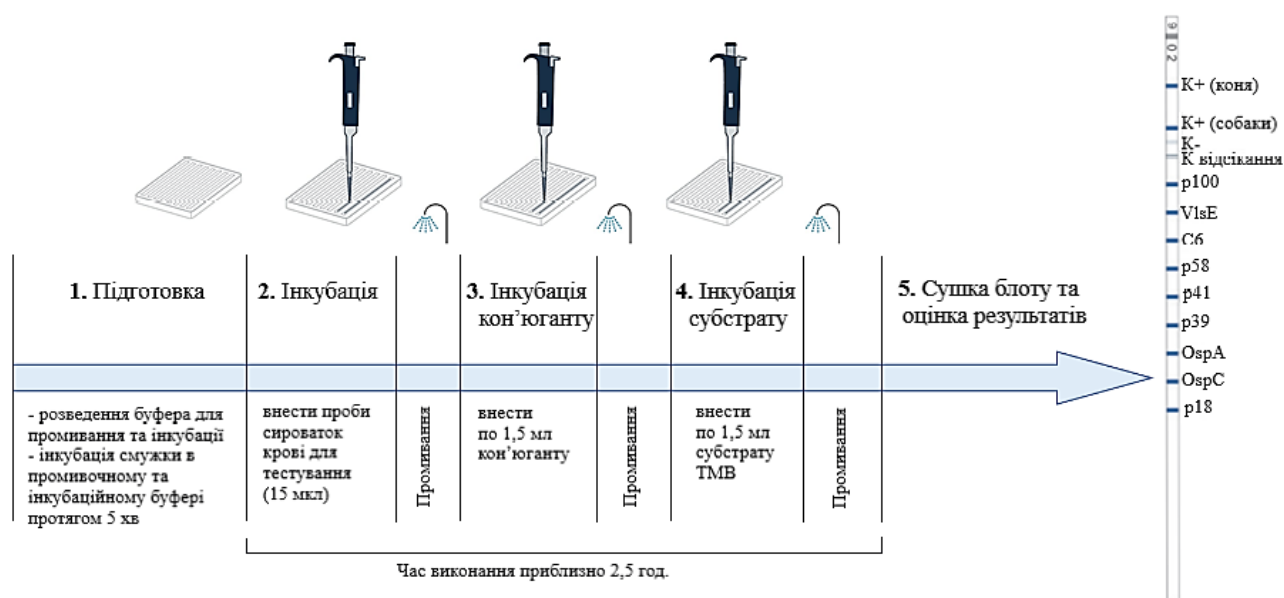 1. Підготовка
- розведення буфера для
промивання та інкубації
- інкубація смужки в
промивочному та
інкубаційному буфері
протягом 5 хв
2. Інкубація
внести проби
сироваток
крові для
тестування
(15 мкл)
Промивання
3. Інкубація
кон’юганту
внести
по 1,5 мл
кон’юганту
Промивання
4. Інкубація
субстрату
внести
по 1,5 мл
субстрату
ТМВ
Промивання
5. Сушка блоту та
оцінка результатів
Час виконання приблизно 2,5 год.
K+ (коня)
K+ (собаки)
K-
K відсікання
p100
VlsE
C6
p58
p41
p39
OspA
OspC
p18